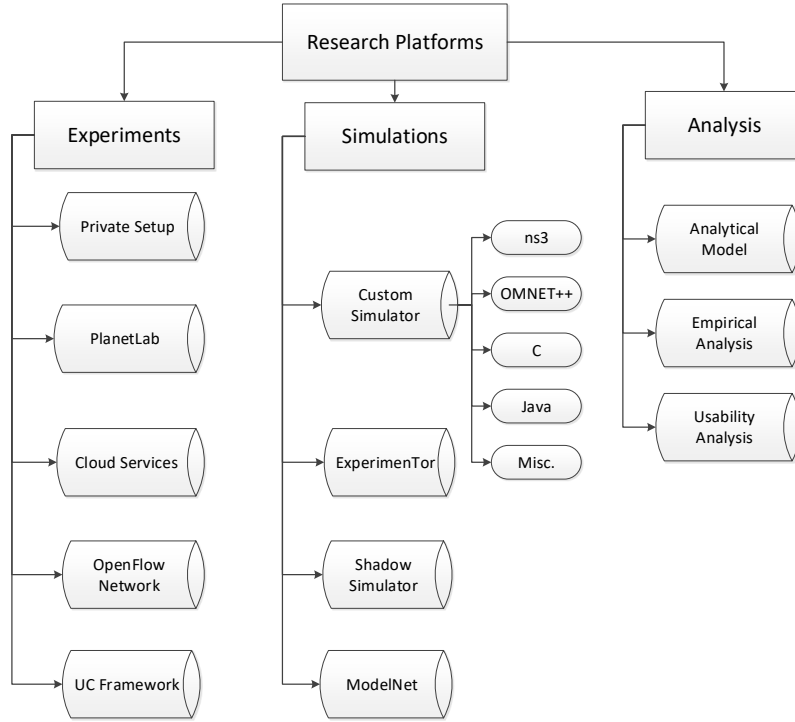 Research Platforms
Experiments
Private Setup
PlanetLab
Cloud Services
OpenFlow
Network
UC Framework
Simulations
Custom
Simulator
ns3
OMNET++
C
Java
Misc.
ExperimenTor
Shadow
Simulator
ModelNet
Analysis
Analytical
Model
Empirical
Analysis
Usability
Analysis